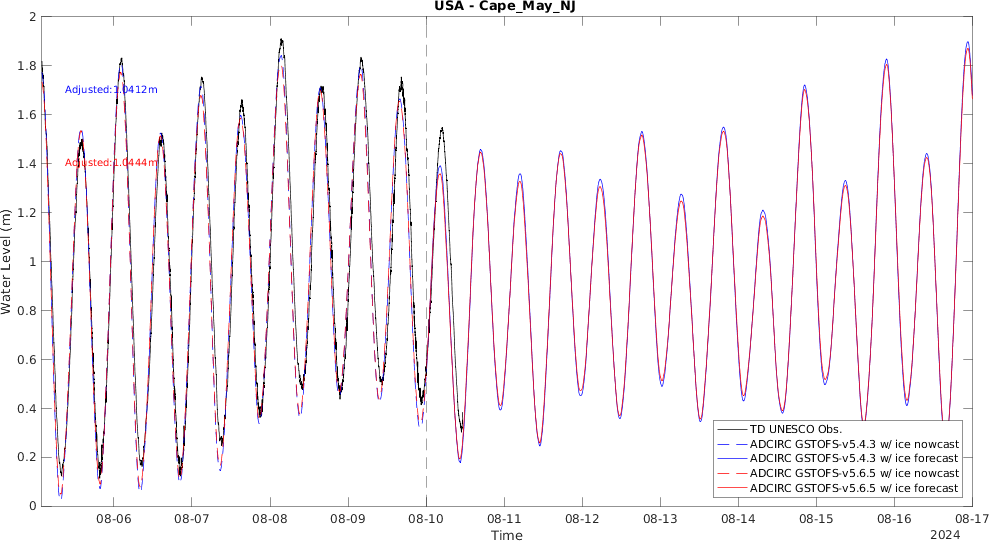 USA - Cape_May_NJ
2
1.8
1.6
1.4
1.2
1
0.8
0.6
0.4
0.2
0
Water Level (m)
Adjusted:1.0412m
Adjusted:1.0444m
TD UNESCO Obs.
ADCIRC GSTOFS-v5.4.3 w/ ice nowcast
ADCIRC GSTOFS-v5.4.3 w/ ice forecast
ADCIRC GSTOFS-v5.6.5 w/ ice nowcast
ADCIRC GSTOFS-v5.6.5 w/ ice forecast
08-06 08-07 08-08 08-09 08-10 08-11 08-12 08-13 08-14 08-15 08-16 08-17
Time
2024